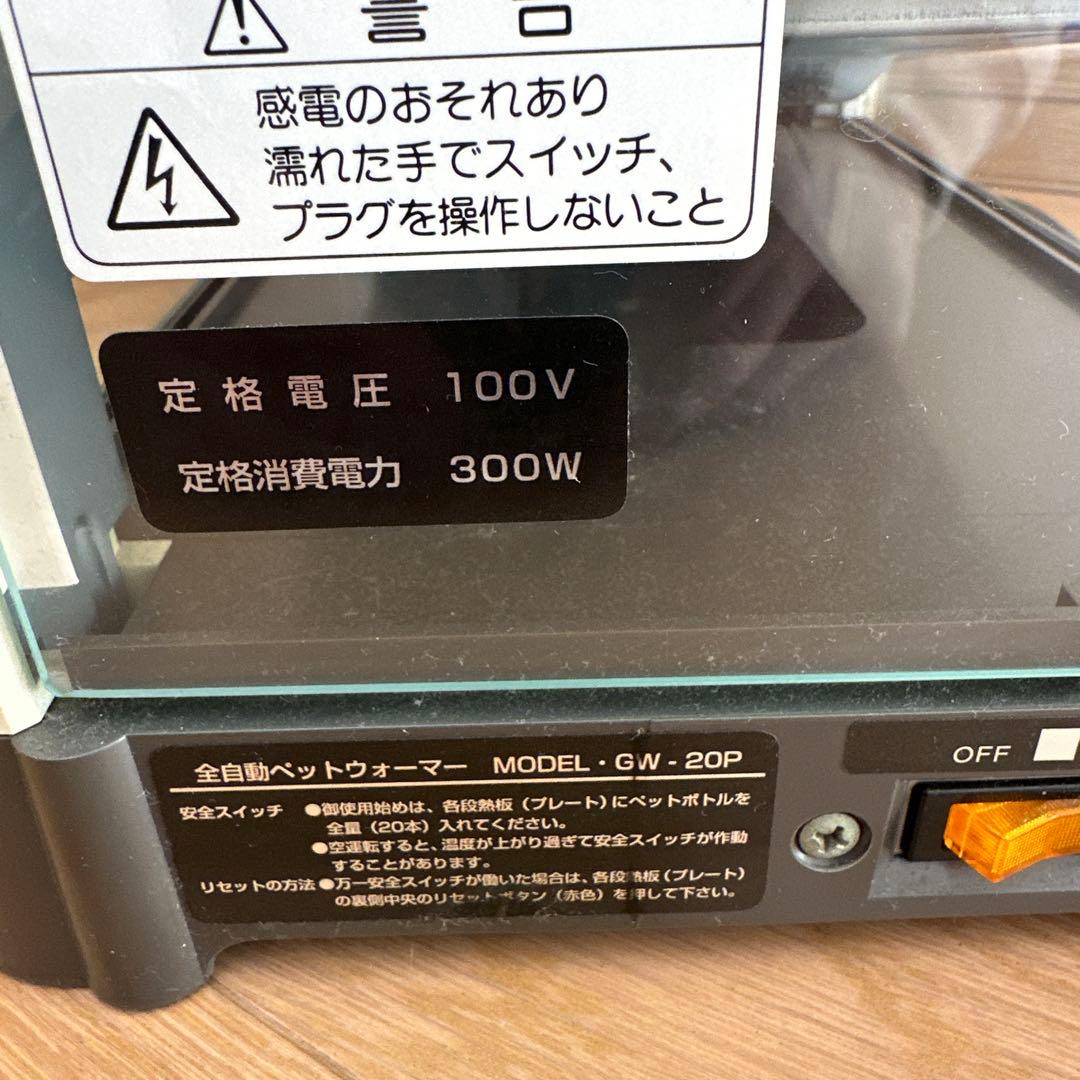 警告
感電のおそれあり
濡れた手でスイッチ、
プラグを操作しないこと
定格電圧 100V
定格消費電力 300W
全自動ペットウォーマー MODEL・GW-20P
安全スイッチ ●御使用始めは、各段熱板（プレート）にペットボトルを
全量（20本）入れてください。
●空運転すると、温度が上がり過ぎて安全スイッチが作動
することがあります。
リセットの方法 ●万一安全スイッチが働いた場合は、各段熱板（プレート）
の裏側中央のリセットボタン（赤色）を押して下さい。
OFF